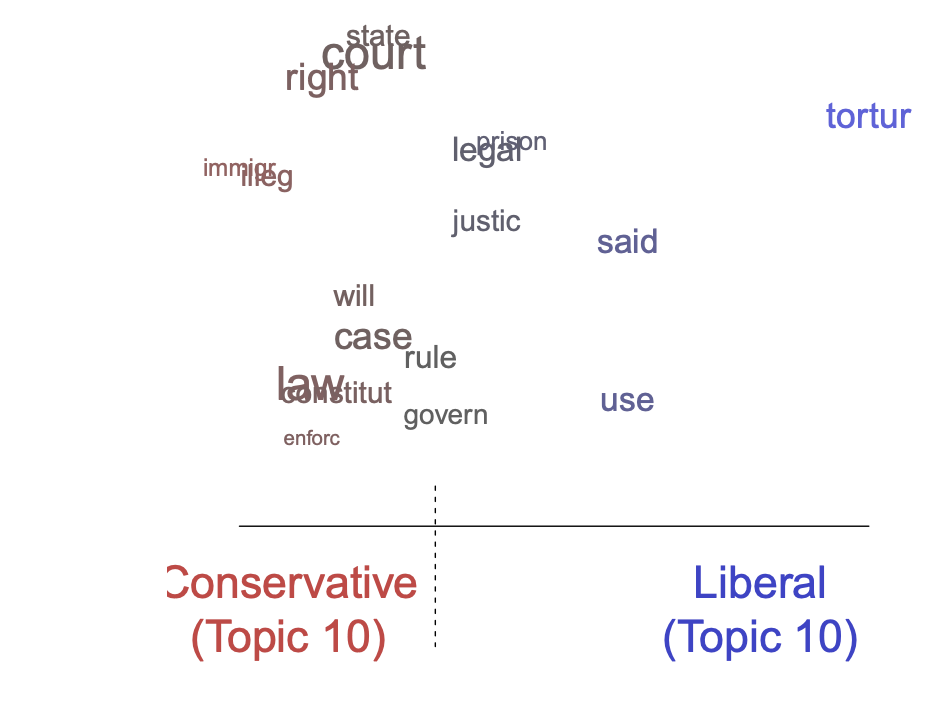 state
court
right
tortur
prison
legal
immigr
illeg
justic
said
will
case
rule
law
constitut
use
govern
enforc
Conservative
(Topic 10)
Liberal
(Topic 10)